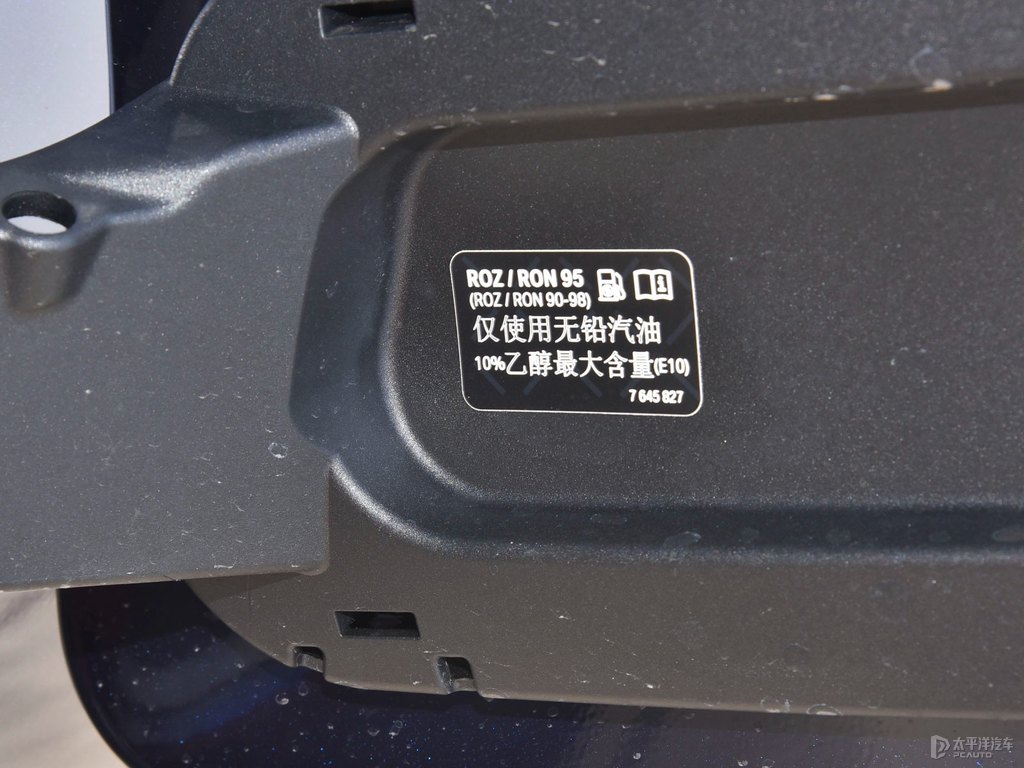 ROZ / RON 95
(ROZ / RON 90-98)
仅使用无铅汽油
10%乙醇最大含量(E10)
7 645 827
太平洋汽车
PCAUTO